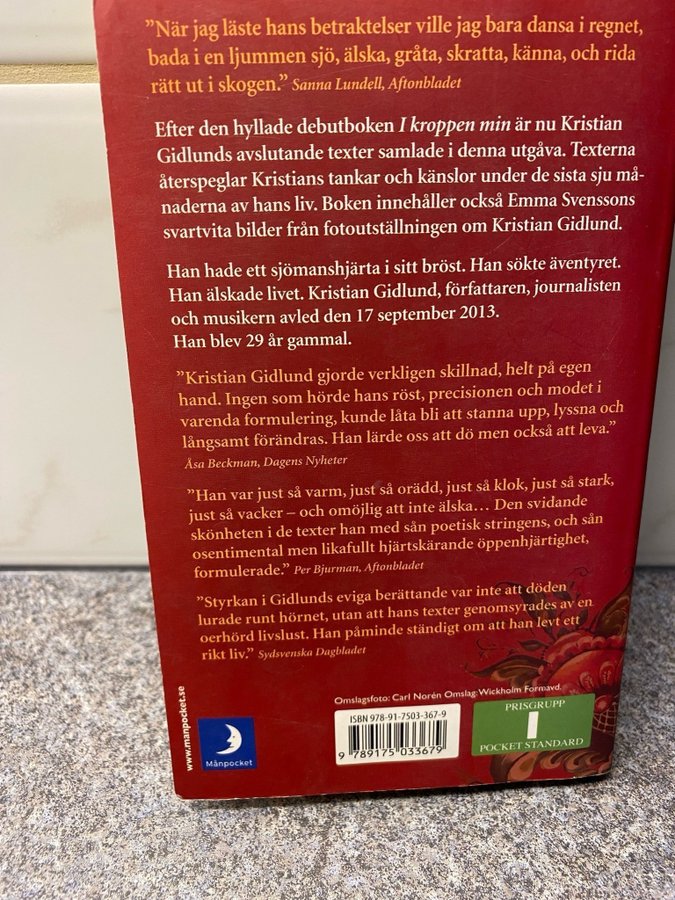 ”När jag läste hans betraktelser ville jag bara dansa i regnet,
bada i en ljummen sjö, älska, gråta, skratta, känna, och rida
rätt ut i skogen.” Sanna Lundell, Aftonbladet
Efter den hyllade debutboken I kroppen min är nu Kristian
Gidlunds avslutande texter samlade i denna utgåva. Texterna
återspeglar Kristians tankar och känslor under de sista sju må-
naderna av hans liv. Boken innehåller också Emma Svenssons
svartvita bilder från fotoutställningen om Kristian Gidlund.
Han hade ett sjömanshjärta i sitt bröst. Han sökte äventyret.
Han älskade livet. Kristian Gidlund, författaren, journalisten
och musikern avled den 17 september 2013.
Han blev 29 år gammal.
”Kristian Gidlund gjorde verkligen skillnad, helt på egen
hand. Ingen som hörde hans röst, precisionen och modet i
varenda formulering, kunde låta bli att stanna upp, lyssna och
långsamt förändras. Han lärde oss att dö men också att leva.”
Åsa Beckman, Dagens Nyheter
”Han var just så varm, just så orädd, just så klok, just så stark,
just så vacker – och omöjlig att inte älska… Den svidande
skönheten i de texter han med sån poetisk stringens, och sån
osentimental men likafullt hjärtskärande öppenhjärtighet,
formulerade.” Per Bjurman, Aftonbladet
”Styrkan i Gidlunds eviga berättande var inte att döden
lurade runt hörnet, utan att hans texter genomsyrades av en
oerhörd livslust. Han påminde ständigt om att han levt ett
rikt liv.” Sydsvenska Dagbladet
Omslagsfoto: Carl Norén Omslag: Wickholm Formavd.
www.manpocket.se
Månpocket
ISBN 978-91-7503-367-9
9 789175 033679
PRISGRUPP
I
POCKET STANDARD